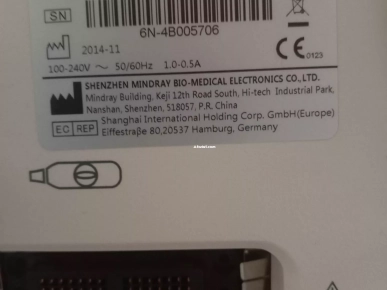 SN
6N-4B005706
2014-11
CE 0123
100-240V ~ 50/60Hz 1.0-0.5A
SHENZHEN MINDRAY BIO-MEDICAL ELECTRONICS CO.,LTD.
Mindray Building, Keji 12th Road South, Hi-tech Industrial Park,
Nanshan, Shenzhen, 518057, P.R. China
EC REP
Shanghai International Holding Corp. GmbH(Europe)
Eiffestraße 80,20537 Hamburg, Germany